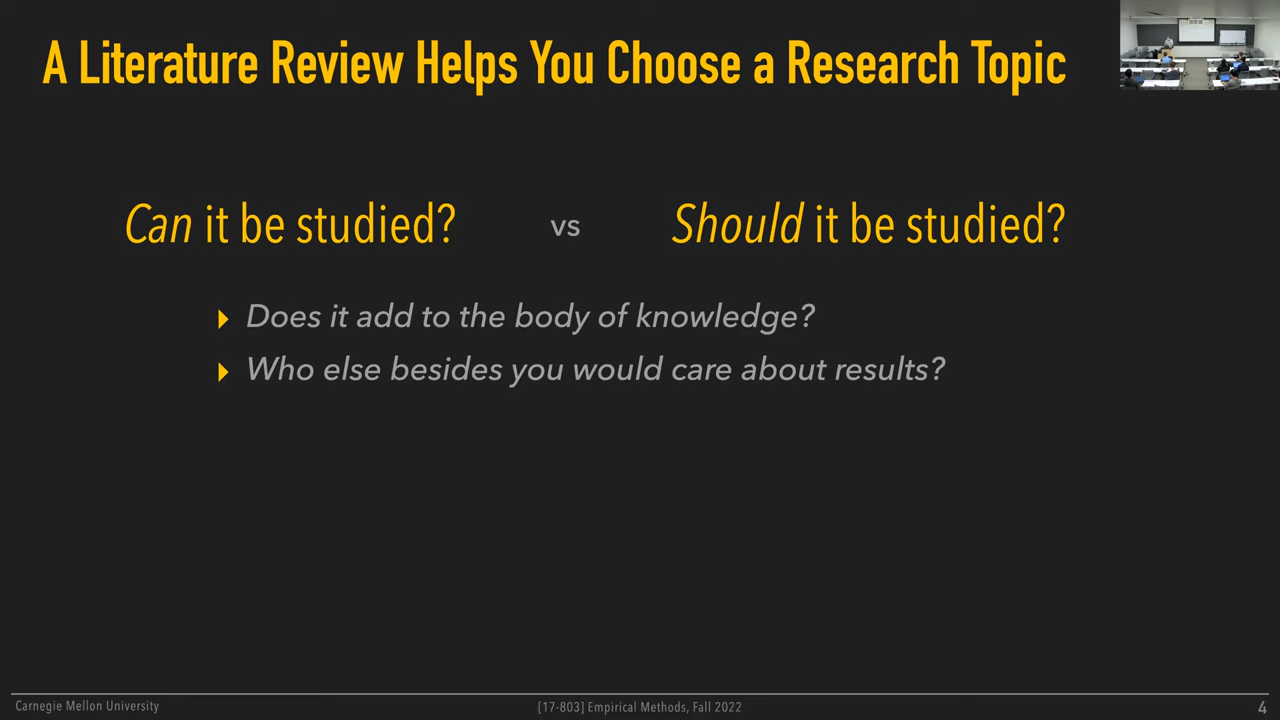 A Literature Review Helps You Choose a Research Topic
Can it be studied? vs Should it be studied?
Does it add to the body of knowledge?
Who else besides you would care about results?
Carnegie Mellon University [17-803] Empirical Methods, Fall 2022 4